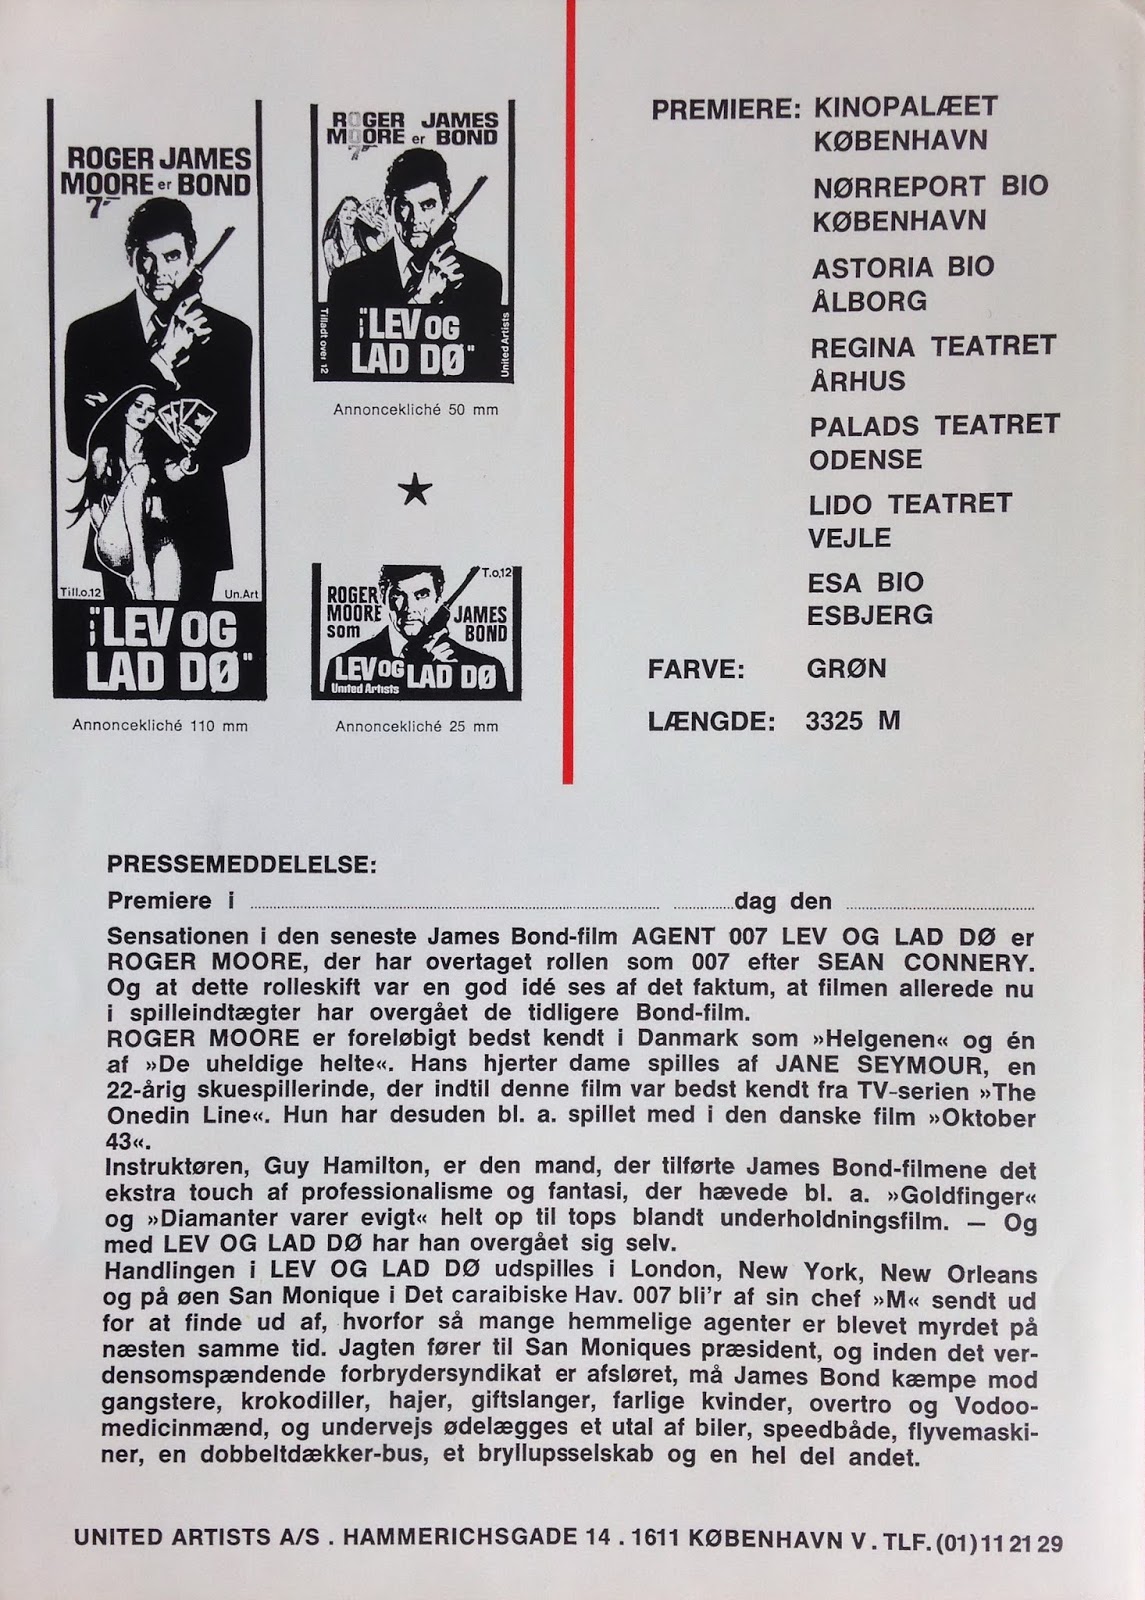 ROGER JAMES
MOORE er BOND
7
Till.o.12
Un.Art
i "LEV OG
LAD DØ"
Annoncekliché 110 mm
ROGER JAMES
MOORE er BOND
7
Tilladt over 12
United Artists
i "LEV OG
LAD DØ"
Annoncekliché 50 mm
T.o.12
ROGER
MOORE
som
JAMES
BOND
LEV OG LAD DØ
United Artists
Annoncekliché 25 mm
PREMIERE: KINOPALÆET
KØBENHAVN
NØRREPORT BIO
KØBENHAVN
ASTORIA BIO
ÅLBORG
REGINA TEATRET
ÅRHUS
PALADS TEATRET
ODENSE
LIDO TEATRET
VEJLE
ESA BIO
ESBJERG
FARVE: GRØN
LÆNGDE: 3325 M
PRESSEMEDDELELSE:
Premiere i ........................ ............dag den ........................
Sensationen i den seneste James Bond-film AGENT 007 LEV OG LAD DØ er
ROGER MOORE, der har overtaget rollen som 007 efter SEAN CONNERY.
Og at dette rolleskift var en god idé ses af det faktum, at filmen allerede nu
i spilleindtægter har overgået de tidligere Bond-film.
ROGER MOORE er foreløbigt bedst kendt i Danmark som »Helgenen« og én
af »De uheldige helte«. Hans hjerter dame spilles af JANE SEYMOUR, en
22-årig skuespillerinde, der indtil denne film var bedst kendt fra TV-serien »The
Onedin Line«. Hun har desuden bl. a. spillet med i den danske film »Oktober
43«.
Instruktøren, Guy Hamilton, er den mand, der tilførte James Bond-filmene det
ekstra touch af professionalisme og fantasi, der hævede bl. a. »Goldfinger«
og »Diamanter varer evigt« helt op til tops blandt underholdningsfilm. — Og
med LEV OG LAD DØ har han overgået sig selv.
Handlingen i LEV OG LAD DØ udspilles i London, New York, New Orleans
og på øen San Monique i Det caraibiske Hav. 007 bli'r af sin chef »M« sendt ud
for at finde ud af, hvorfor så mange hemmelige agenter er blevet myrdet på
næsten samme tid. Jagten fører til San Moniques præsident, og inden det ver-
densomspændende forbrydersyndikat er afsløret, må James Bond kæmpe mod
gangstere, krokodiller, hajer, giftslanger, farlige kvinder, overtro og Vodoo-
medicinmænd, og undervejs ødelægges et utal af biler, speedbåde, flyvemaski-
ner, en dobbeltdækker-bus, et bryllupsselskab og en hel del andet.
UNITED ARTISTS A/S . HAMMERICHSGADE 14 . 1611 KØBENHAVN V . TLF. (01) 11 21 29